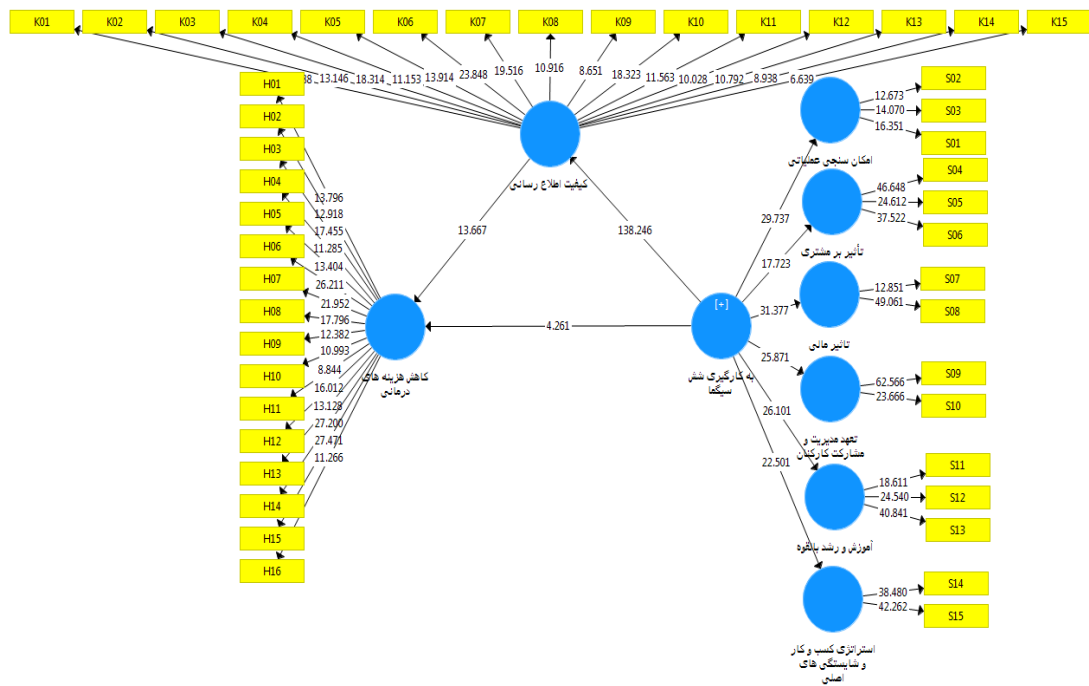 K01 K02 K03 K04 K05 K06 K07 K08 K09 K10 K11 K12 K13 K14 K15
13.146 18.314 11.153 13.914 23.848 19.516 10.916 8.651 18.323 11.563 10.028 10.792 8.938 6.639
H01
H02
H03
H04
H05
H06
H07
H08
H09
H10
H11
H12
H13
H14
H15
H16
13.796
12.918
17.455
11.285
13.404
26.211
21.952
17.796
12.382
10.993
8.844
16.012
13.128
27.200
27.471
11.266
کیفیت اطلاع رسانی
13.667
138.246
4.261
کاهش هزینه های
درمانی
[+]
به کارگیری شش
سیگما
29.737
17.723
31.377
25.871
26.101
22.501
امکان سنجی عملیاتی
12.673
14.070
16.351
S02
S03
S01
تأثیر بر مشتری
46.648
24.612
37.522
S04
S05
S06
تاثیر مالی
12.851
49.061
S07
S08
تعهد مدیریت و
مشارکت کارکنان
62.566
23.666
S09
S10
آموزش و رشد بالقوه
18.611
24.540
40.841
S11
S12
S13
استراتژی کسب و کار
و شایستگی های
اصلی
38.480
42.262
S14
S15